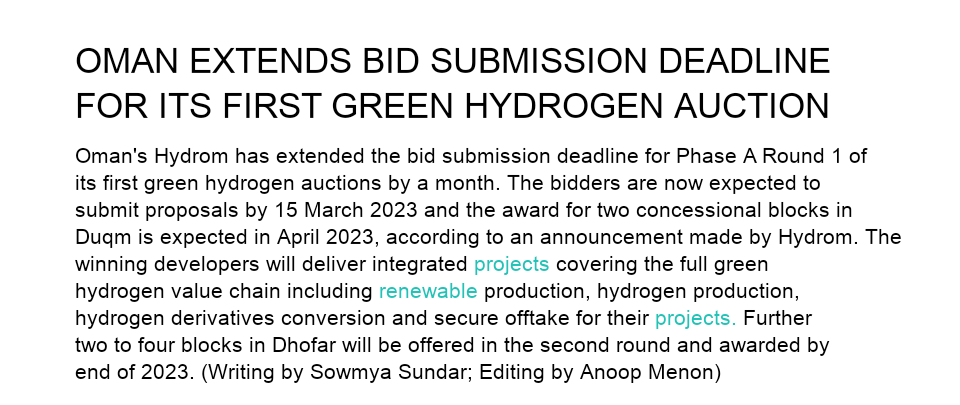 OMAN EXTENDS BID SUBMISSION DEADLINE
FOR ITS FIRST GREEN HYDROGEN AUCTION
Oman's Hydrom has extended the bid submission deadline for Phase A Round 1 of
its first green hydrogen auctions by a month. The bidders are now expected to
submit proposals by 15 March 2023 and the award for two concessional blocks in
Duqm is expected in April 2023, according to an announcement made by Hydrom. The
winning developers will deliver integrated projects covering the full green
hydrogen value chain including renewable production, hydrogen production,
hydrogen derivatives conversion and secure offtake for their projects. Further
two to four blocks in Dhofar will be offered in the second round and awarded by
end of 2023. (Writing by Sowmya Sundar; Editing by Anoop Menon)